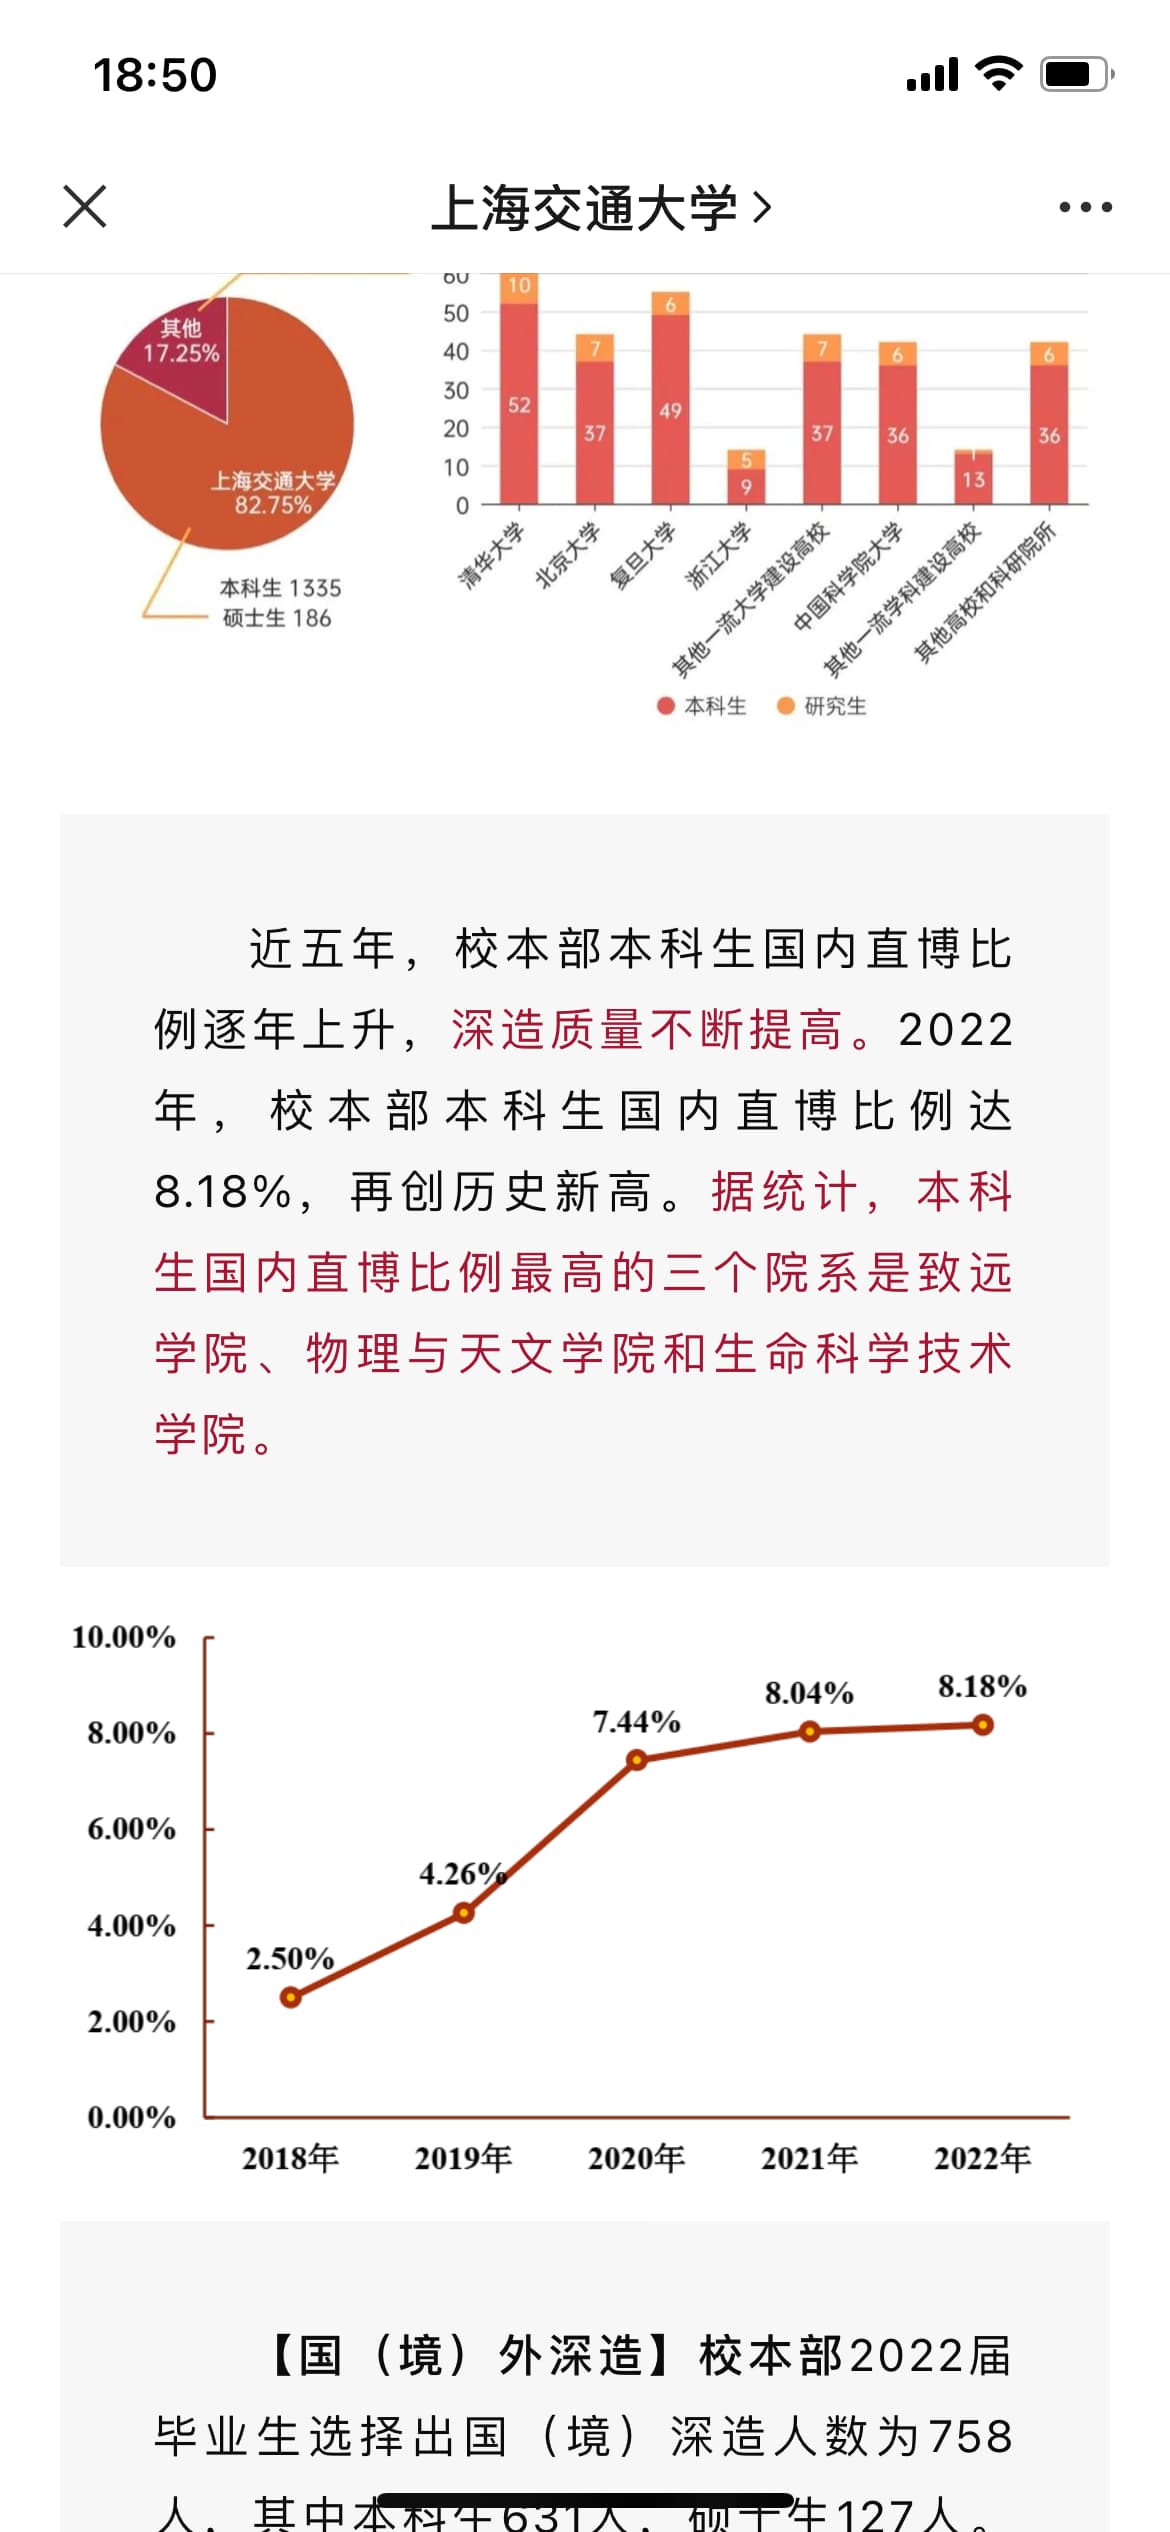 18:50
上海交通大学
其他
17.25%
上海交通大学
82.75%
本科生 1335
硕士生 186
60
50
40
30
20
10
0
10
52
7
37
6
49
5
9
7
37
6
36
1
13
6
36
清华大学
北京大学
复旦大学
浙江大学
其他一流大学建设高校
中国科学院大学
其他一流学科建设高校
其他高校和科研院所
本科生 研究生
近五年，校本部本科生国内直博比
例逐年上升，深造质量不断提高。2022
年，校本部本科生国内直博比例达
8.18%，再创历史新高。据统计，本科
生国内直博比例最高的三个院系是致远
学院、物理与天文学院和生命科学技术
学院。
10.00%
8.00%
6.00%
4.00%
2.00%
0.00%
2.50%
4.26%
7.44%
8.04%
8.18%
2018年 2019年 2020年 2021年 2022年
【国（境）外深造】校本部2022届
毕业生选择出国（境）深造人数为758
人，其中本科生631人，硕士生127人。